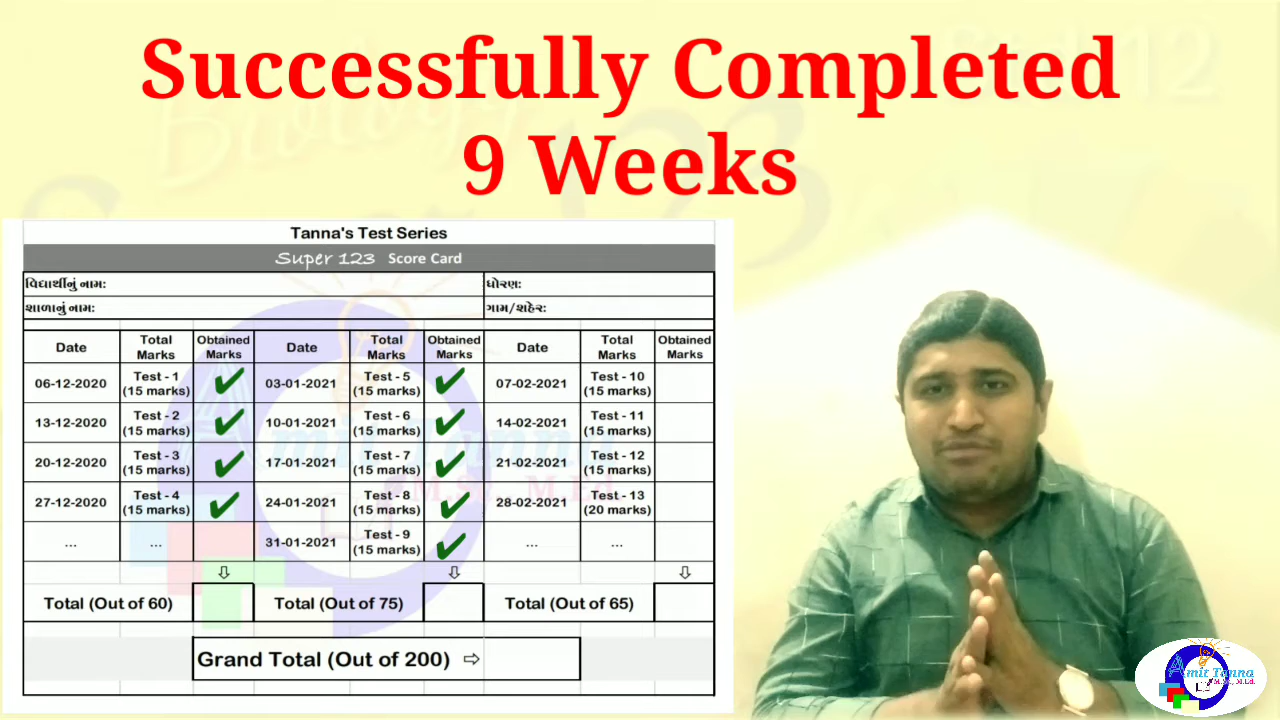 Successfully Completed
9 Weeks
Tanna's Test Series
Super 123 Score Card
વિદ્યાર્થીનું નામ: ધોરણ:
શાળાનું નામ: ગામ/શહેર:
Date Total Marks Obtained Marks Date Total Marks Obtained Marks Date Total Marks Obtained Marks
06-12-2020 Test - 1 (15 marks) ✔ 03-01-2021 Test - 5 (15 marks) ✔ 07-02-2021 Test - 10 (15 marks)
13-12-2020 Test - 2 (15 marks) ✔ 10-01-2021 Test - 6 (15 marks) ✔ 14-02-2021 Test - 11 (15 marks)
20-12-2020 Test - 3 (15 marks) ✔ 17-01-2021 Test - 7 (15 marks) ✔ 21-02-2021 Test - 12 (15 marks)
27-12-2020 Test - 4 (15 marks) ✔ 24-01-2021 Test - 8 (15 marks) ✔ 28-02-2021 Test - 13 (20 marks)
... ... 31-01-2021 Test - 9 (15 marks) ✔ ... ...
Total (Out of 60) Total (Out of 75) Total (Out of 65)
Grand Total (Out of 200) ⇨
Amit Tanna
M.Sc., M.Ed.